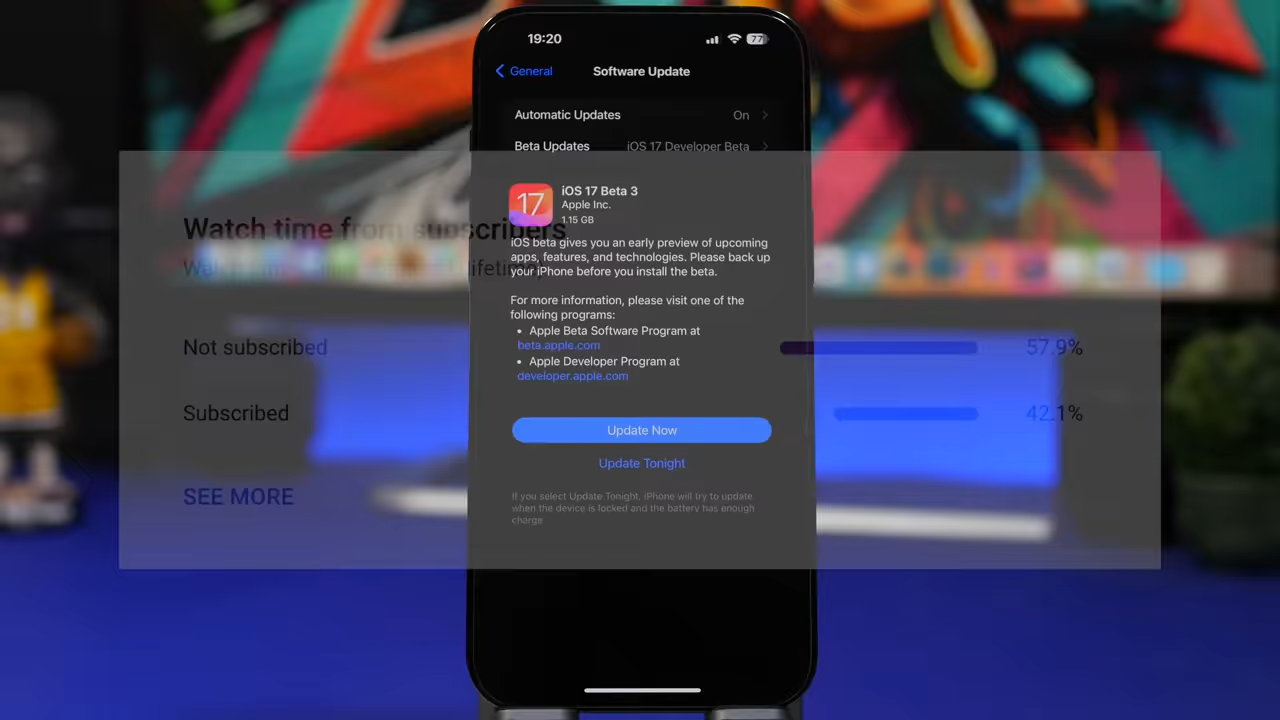 19:20
77
General
Software Update
Automatic Updates
On
Beta Updates
iOS 17 Developer Beta
17
iOS 17 Beta 3
Apple Inc.
1.15 GB
iOS beta gives you an early preview of upcoming
apps, features, and technologies. Please back up
your iPhone before you install the beta.
For more information, please visit one of the
following programs:
• Apple Beta Software Program at
beta.apple.com
• Apple Developer Program at
developer.apple.com
Update Now
Update Tonight
If you select Update Tonight, iPhone will try to update
when the device is locked and the battery has enough
charge
Watch time from subscribers
Not subscribed
57.9%
Subscribed
42.1%
SEE MORE